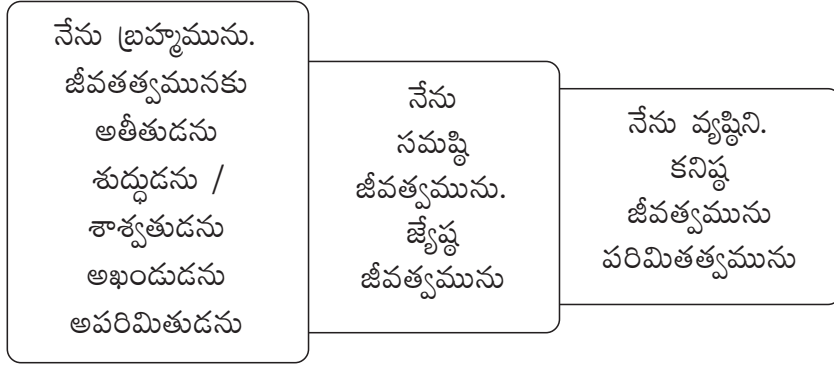 నేను బ్రహ్మమును.
జీవతత్వమునకు
అతీతుడను
శుద్ధుడను /
శాశ్వతుడను
అఖండుడను
అపరిమితుడను
నేను
సమష్ఠి
జీవత్వమును.
జ్యేష్ఠ
జీవత్వమును
నేను వ్యష్ఠిని.
కనిష్ఠ
జీవత్వమును
పరిమితత్వమును